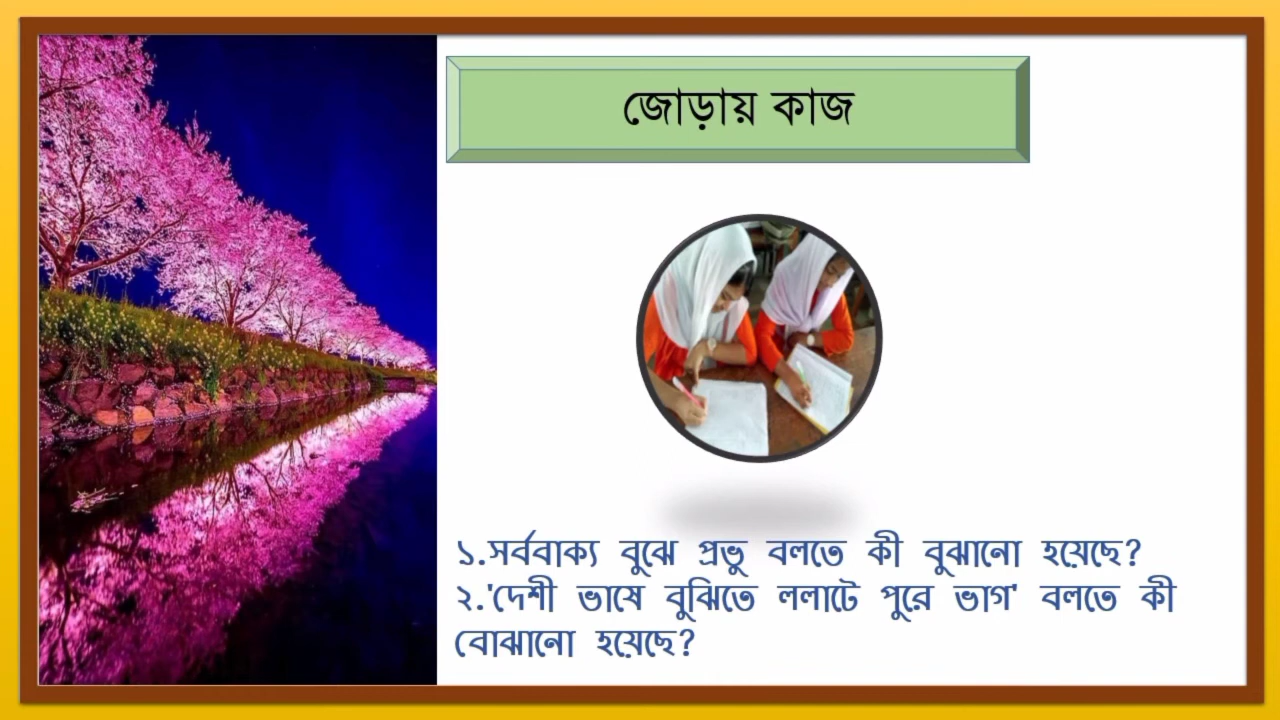 জোড়ায় কাজ
১.সর্ববাক্য বুঝে প্রভু বলতে কী বুঝানো হয়েছে?
২.'দেশী ভাষে বুঝিতে ললাটে পুরে ভাগ' বলতে কী
বোঝানো হয়েছে?